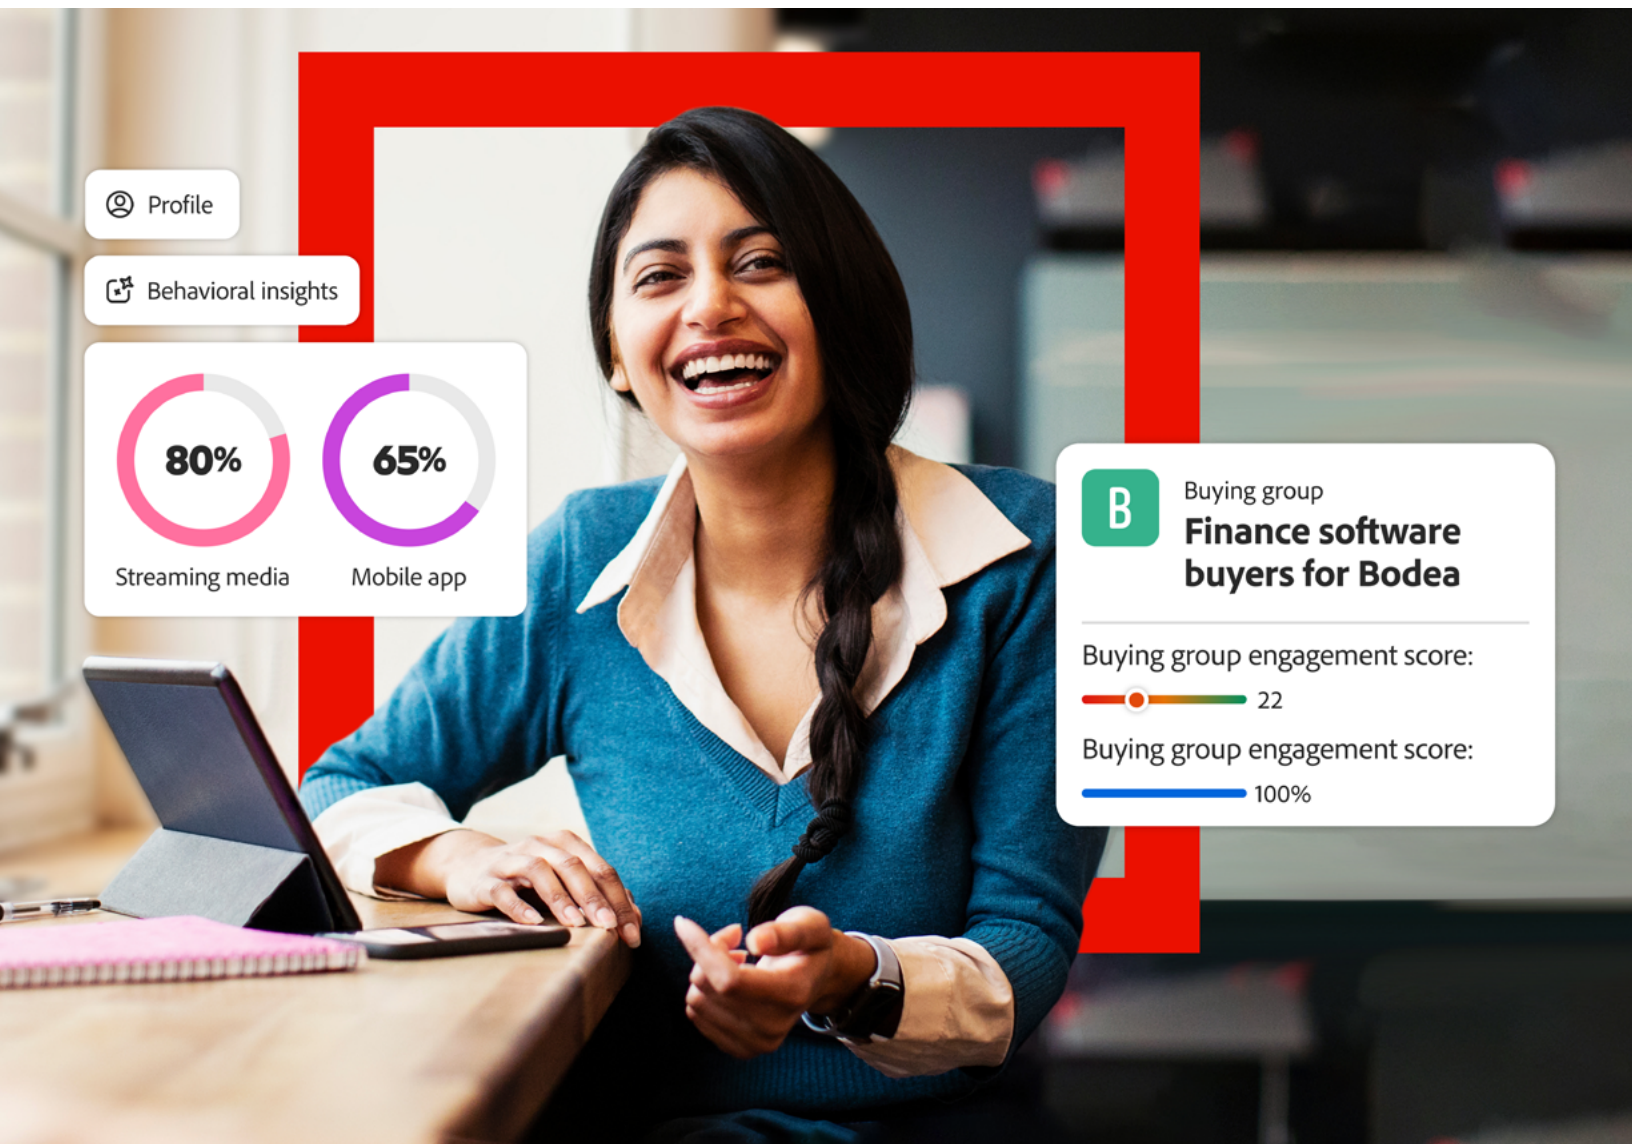 Profile
Behavioral insights
80%
65%
Streaming media
Mobile app
B
Buying group
Finance software
buyers for Bodea
Buying group engagement score:
22
Buying group engagement score:
100%